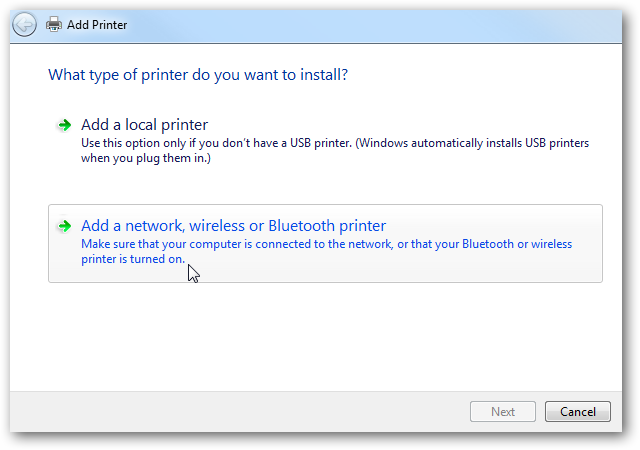 Add Printer
What type of printer do you want to install?
Add a local printer
Use this option only if you don't have a USB printer. (Windows automatically installs USB printers
when you plug them in.)
Add a network, wireless or Bluetooth printer
Make sure that your computer is connected to the network, or that your Bluetooth or wireless
printer is turned on.
Next
Cancel